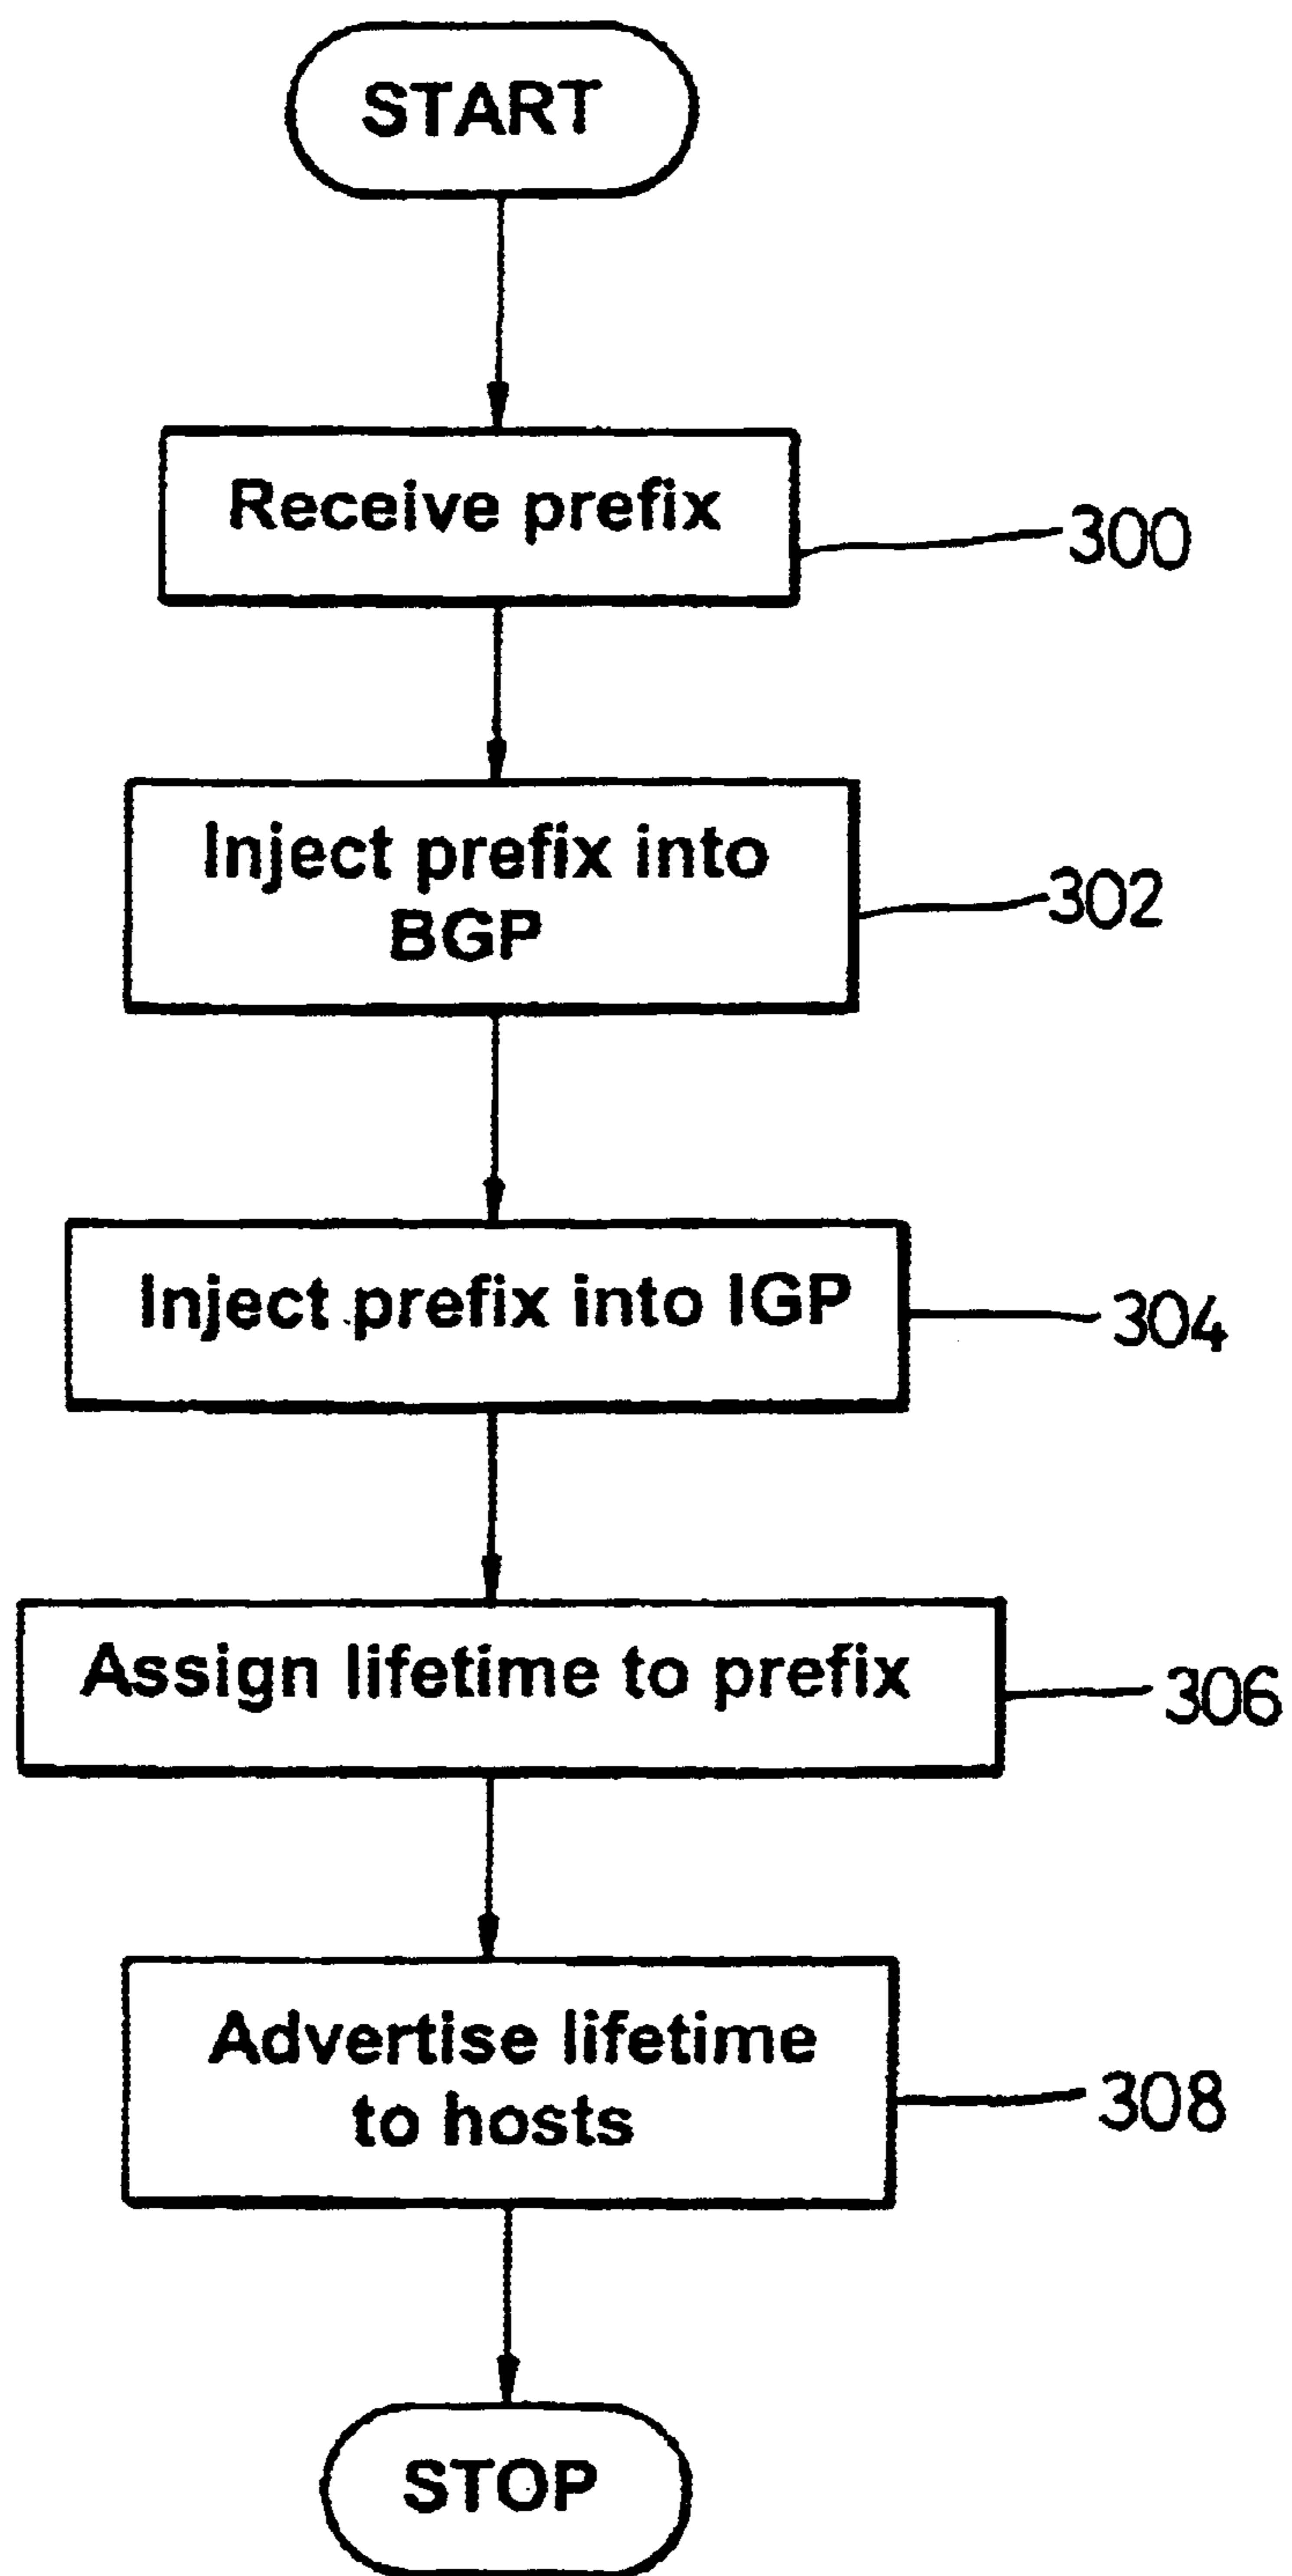 START
Receive prefix
300
Inject prefix into
BGP
302
Inject prefix into IGP
304
Assign lifetime to prefix
306
Advertise lifetime
to hosts
308
STOP